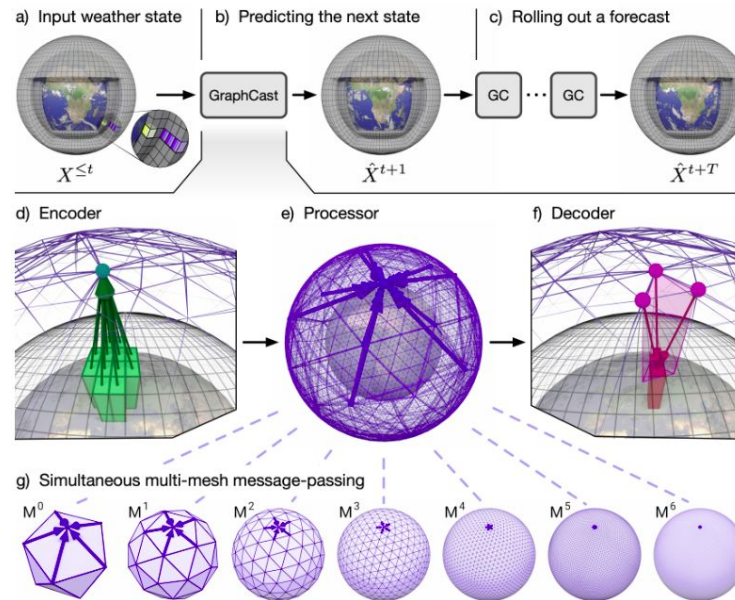 a) Input weather state
b) Predicting the next state
c) Rolling out a forecast
GraphCast
GC ... GC
X^{≤t}
X̂^{t+1}
X̂^{t+T}
d) Encoder
e) Processor
f) Decoder
g) Simultaneous multi-mesh message-passing
M^0 M^1 M^2 M^3 M^4 M^5 M^6